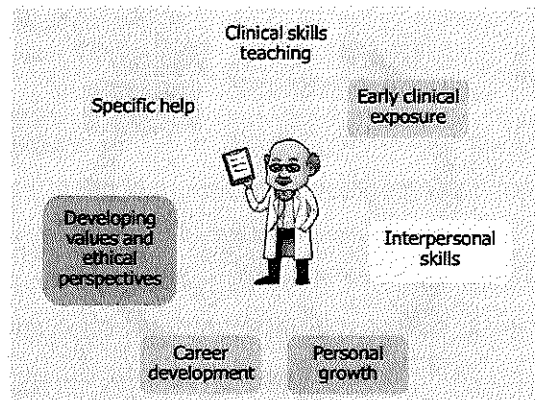 Clinical skills
teaching
Early clinical
exposure
Interpersonal
skills
Personal
growth
Career
development
Developing
values and
ethical
perspectives
Specific help